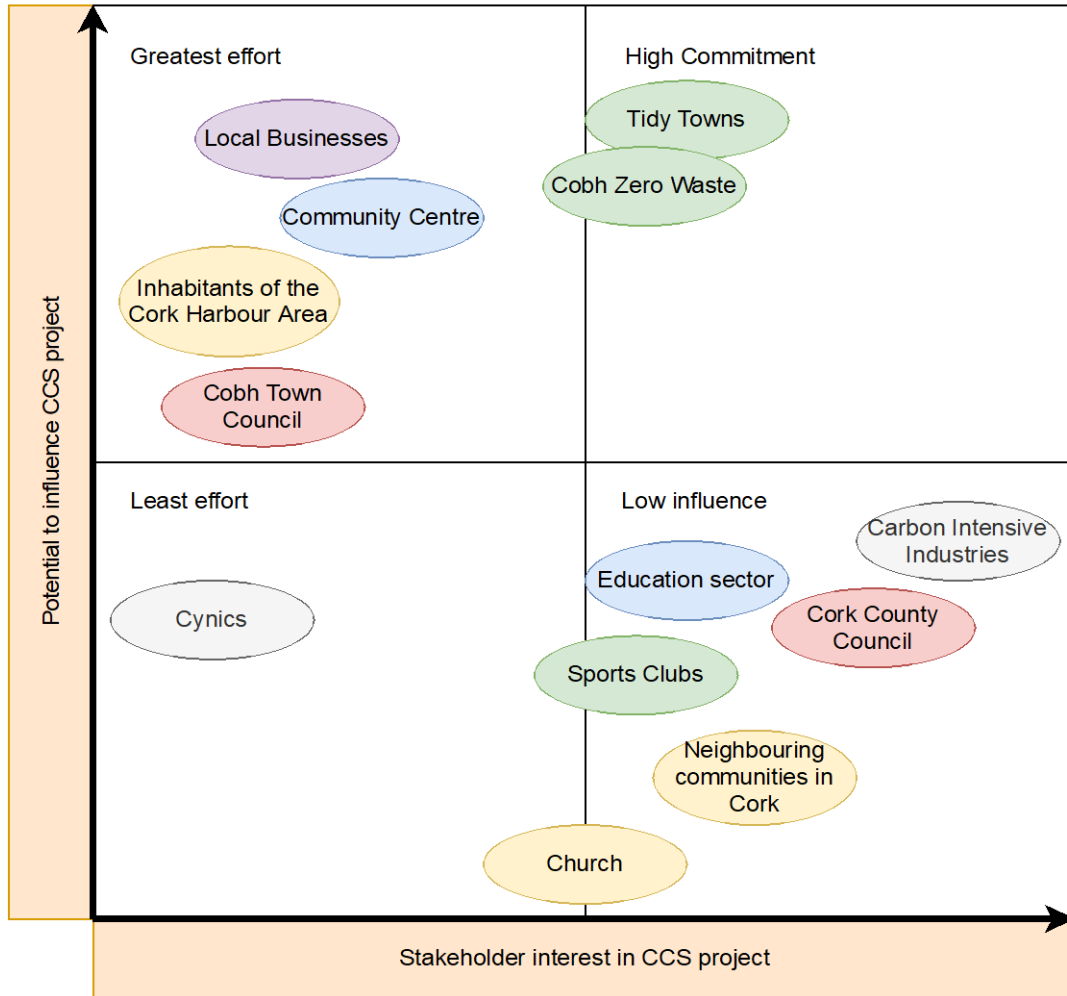 Greatest effort
High Commitment
Local Businesses
Tidy Towns
Cobh Zero Waste
Community Centre
Inhabitants of the
Cork Harbour Area
Cobh Town
Council
Potential to influence CCS project
Least effort
Low influence
Carbon Intensive
Industries
Education sector
Cynics
Cork County
Council
Sports Clubs
Neighbouring
communities in
Cork
Church
Stakeholder interest in CCS project